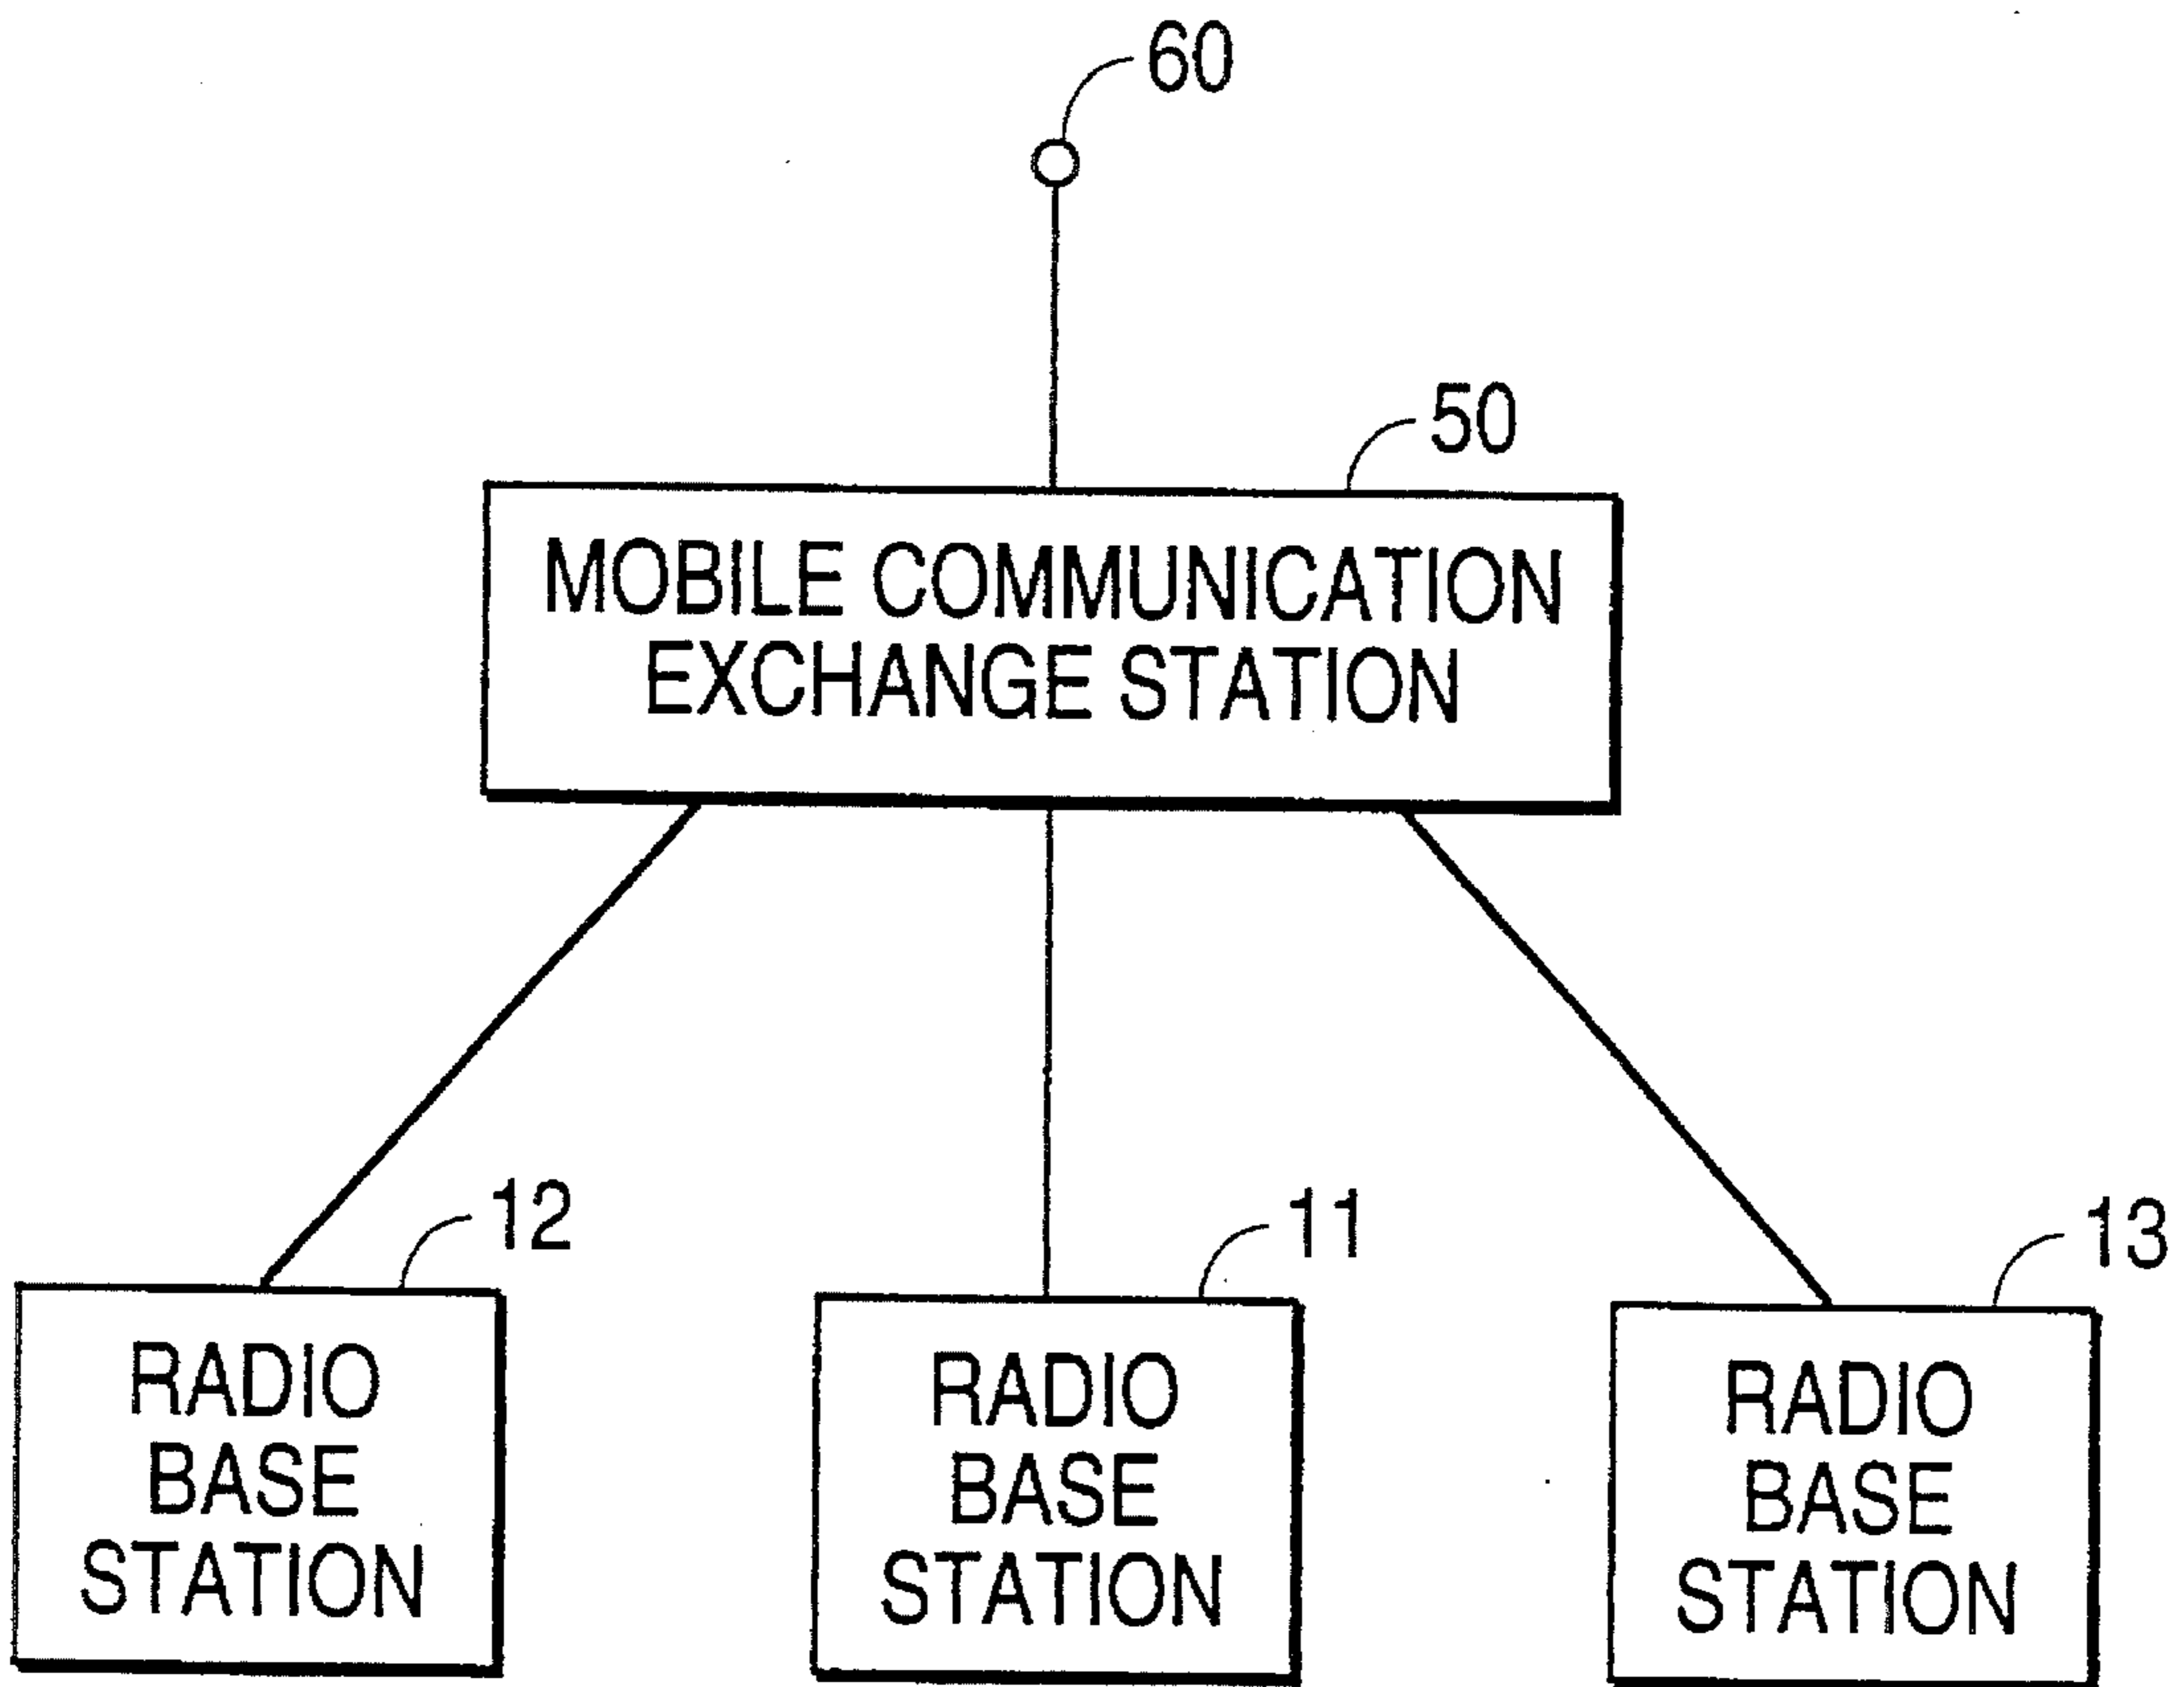 60
50
MOBILE COMMUNICATION
EXCHANGE STATION
12
11
13
RADIO
BASE
STATION
RADIO
BASE
STATION
RADIO
BASE
STATION